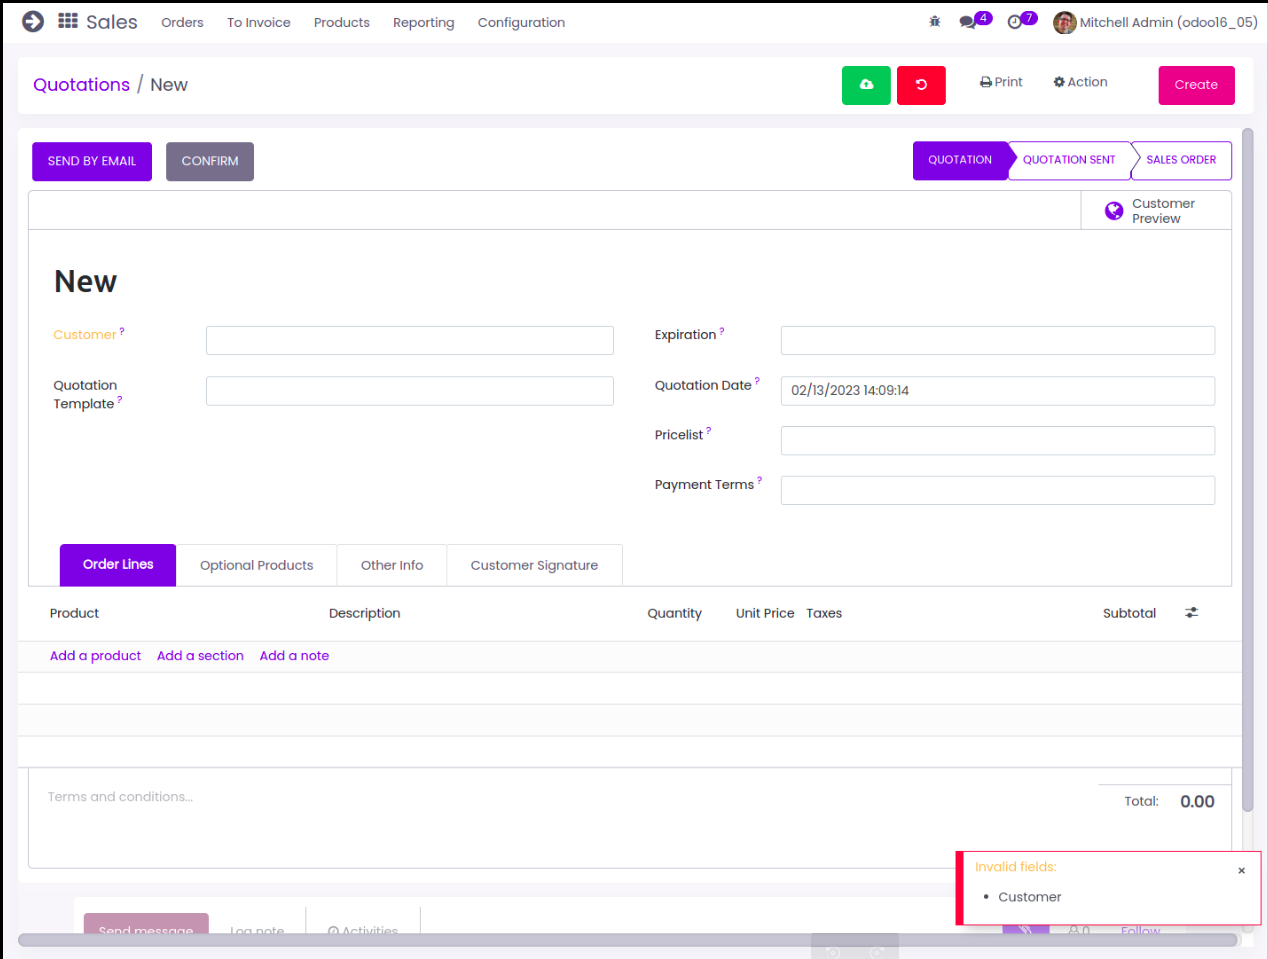 Sales Orders To Invoice Products Reporting Configuration 4 7 Mitchell Admin (odoo16_05)
Quotations / New Print Action Create
SEND BY EMAIL CONFIRM QUOTATION QUOTATION SENT SALES ORDER
Customer
Preview
New
Customer ? Expiration ?
Quotation
Template ?
Quotation Date ? 02/13/2023 14:09:14
Pricelist ?
Payment Terms ?
Order Lines Optional Products Other Info Customer Signature
Product Description Quantity Unit Price Taxes Subtotal
Add a product Add a section Add a note
Terms and conditions...
Total: 0.00
Invalid fields:
×
• Customer
Send message Log note Activities 0 Follow